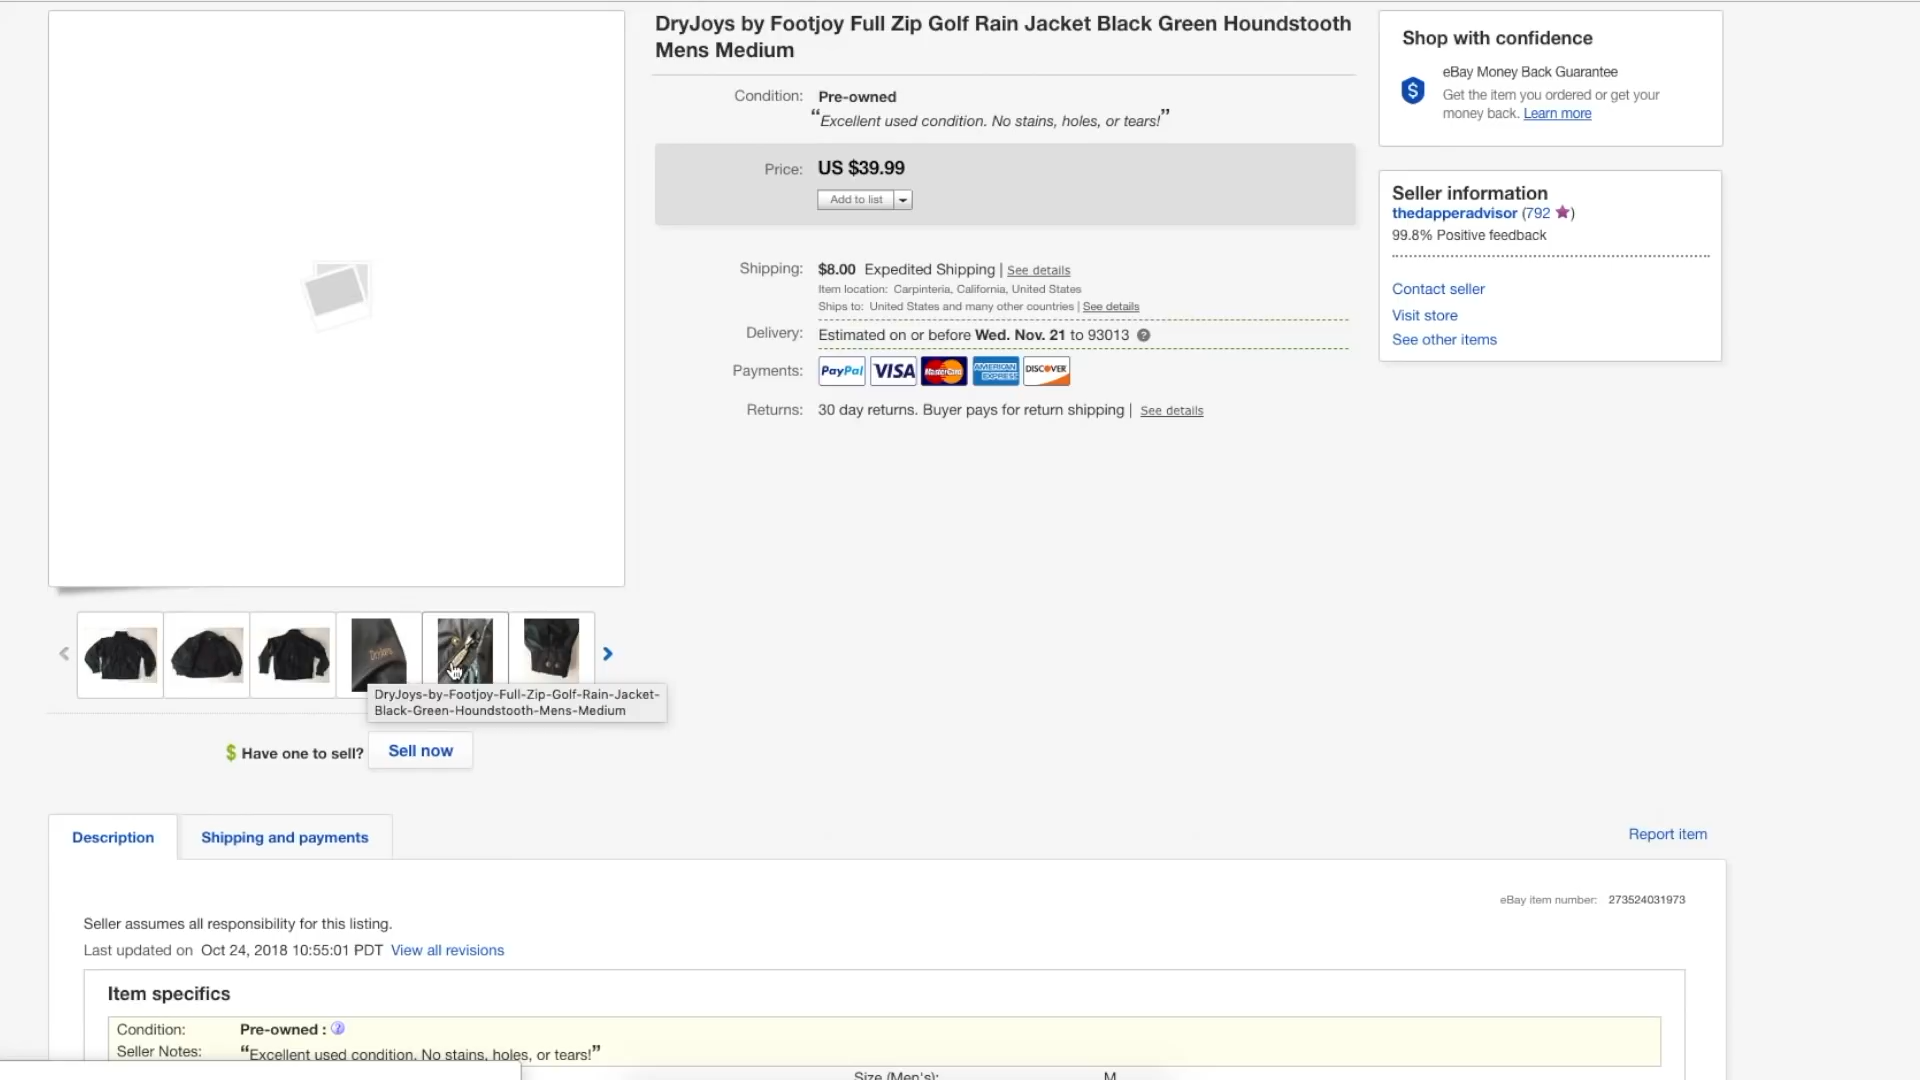 DryJoys by Footjoy Full Zip Golf Rain Jacket Black Green Houndstooth
Mens Medium
Condition: Pre-owned
“Excellent used condition. No stains, holes, or tears!”
Price: US $39.99
Add to list
Shipping: $8.00 Expedited Shipping | See details
Item location: Carpinteria, California, United States
Ships to: United States and many other countries | See details
Delivery: Estimated on or before Wed. Nov. 21 to 93013 ?
Payments: PayPal VISA MasterCard AMERICAN EXPRESS DISCOVER
Returns: 30 day returns. Buyer pays for return shipping | See details
Shop with confidence
eBay Money Back Guarantee
$
Get the item you ordered or get your
money back. Learn more
Seller information
thedapperadvisor (792 ★)
99.8% Positive feedback
Contact seller
Visit store
See other items
DryJoys
DryJoys-by-Footjoy-Full-Zip-Golf-Rain-Jacket-
Black-Green-Houndstooth-Mens-Medium
$ Have one to sell? Sell now
Description Shipping and payments
Report item
eBay item number: 273524031973
Seller assumes all responsibility for this listing.
Last updated on Oct 24, 2018 10:55:01 PDT View all revisions
Item specifics
Condition: Pre-owned : ?
Seller Notes: “Excellent used condition. No stains, holes, or tears!”
Size (Men's): M